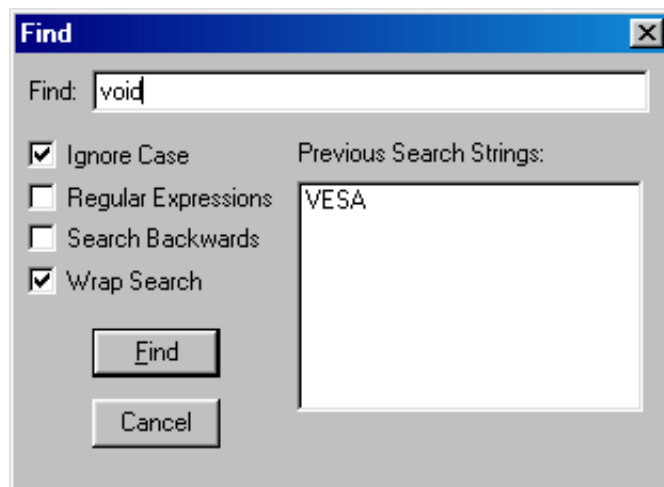 Find
Find: void
Ignore Case
Regular Expressions
Search Backwards
Wrap Search
Find
Cancel
Previous Search Strings:
VESA